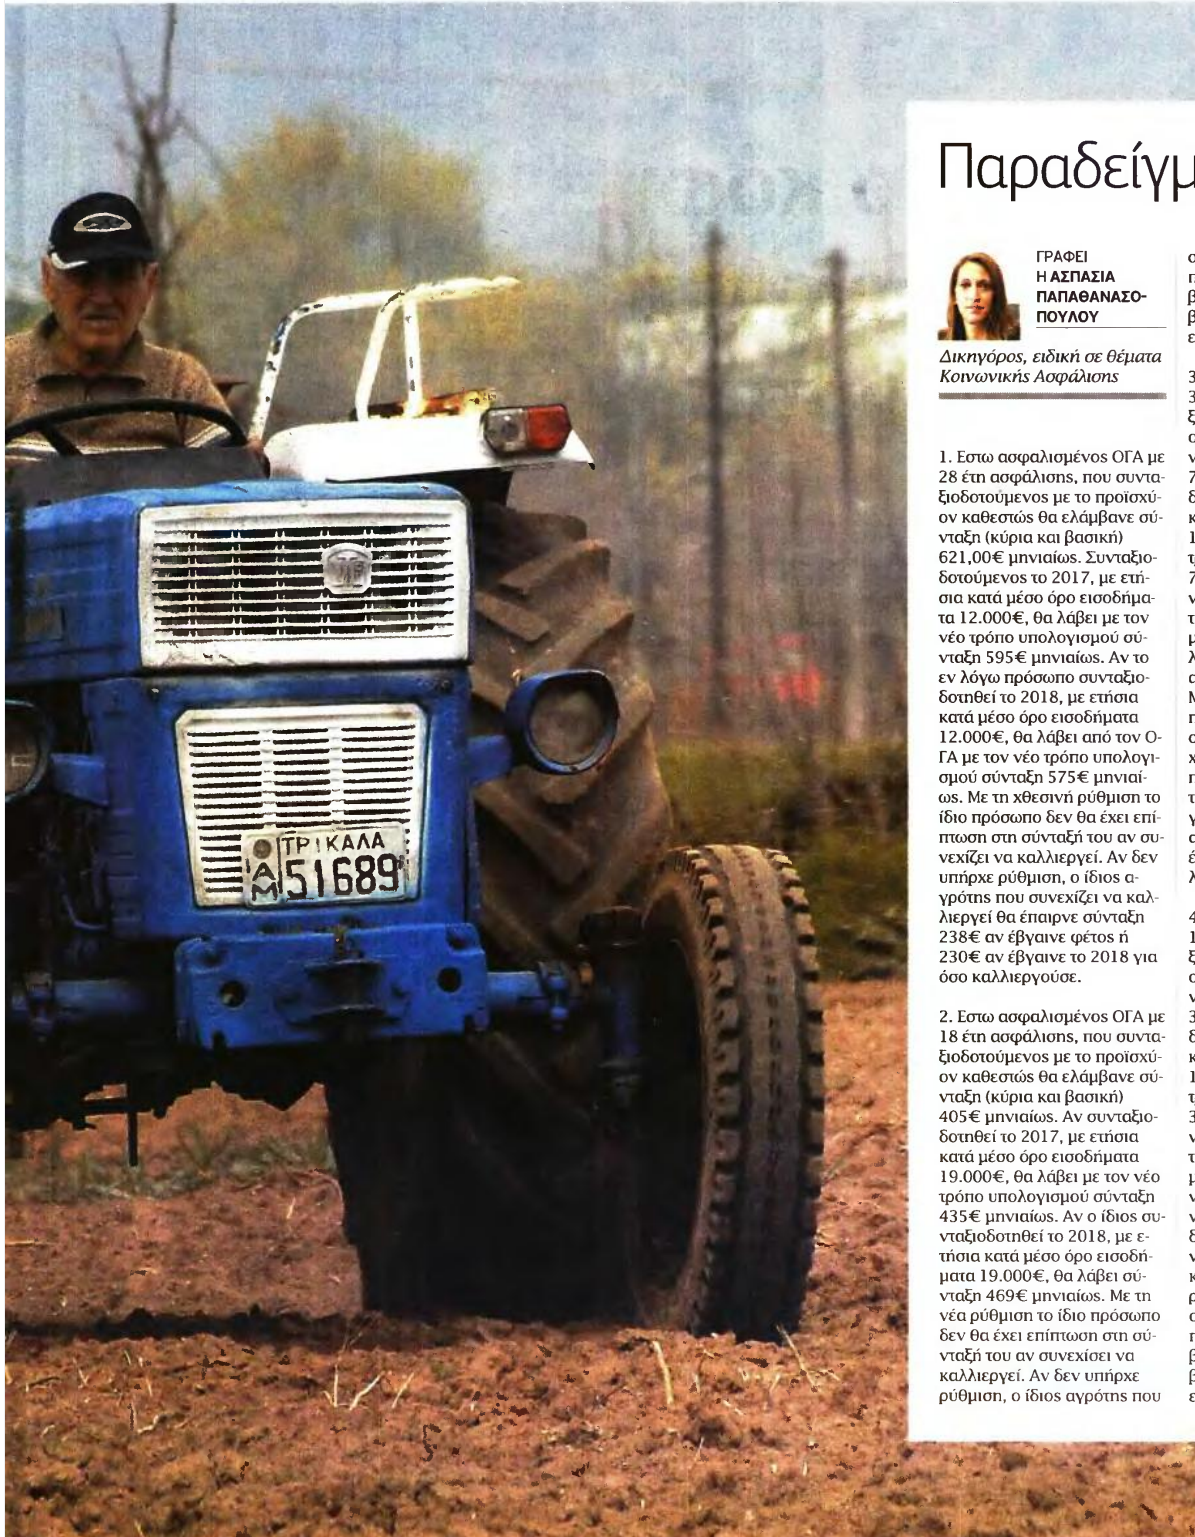 ΤΡΙΚΑΛΑ
ΑΜ 51689
Παραδείγμ
ΓΡΑΦΕΙ
Η ΑΣΠΑΣΙΑ
ΠΑΠΑΘΑΝΑΣΟ-
ΠΟΥΛΟΥ
Δικηγόρος, ειδική σε θέματα
Κοινωνικής Ασφάλισης
1. Εστω ασφαλισμένος ΟΓΑ με
28 έτη ασφάλισης, που συντα-
ξιοδοτούμενος με το προϊσχύ-
ον καθεστώς θα ελάμβανε σύ-
νταξη (κύρια και βασική)
621,00€ μηνιαίως. Συνταξιο-
δοτούμενος το 2017, με ετή-
σια κατά μέσο όρο εισοδήμα-
τα 12.000€, θα λάβει με τον
νέο τρόπο υπολογισμού σύ-
νταξη 595€ μηνιαίως. Αν το
εν λόγω πρόσωπο συνταξιο-
δοτηθεί το 2018, με ετήσια
κατά μέσο όρο εισοδήματα
12.000€, θα λάβει από τον Ο-
ΓΑ με τον νέο τρόπο υπολογι-
σμού σύνταξη 575€ μηνιαί-
ως. Με τη χθεσινή ρύθμιση το
ίδιο πρόσωπο δεν θα έχει επί-
πτωση στη σύνταξή του αν συ-
νεχίζει να καλλιεργεί. Αν δεν
υπήρχε ρύθμιση, ο ίδιος α-
γρότης που συνεχίζει να καλ-
λιεργεί θα έπαιρνε σύνταξη
238€ αν έβγαινε φέτος ή
230€ αν έβγαινε το 2018 για
όσο καλλιεργούσε.
2. Εστω ασφαλισμένος ΟΓΑ με
18 έτη ασφάλισης, που συντα-
ξιοδοτούμενος με το προϊσχύ-
ον καθεστώς θα ελάμβανε σύ-
νταξη (κύρια και βασική)
405€ μηνιαίως. Αν συνταξιο-
δοτηθεί το 2017, με ετήσια
κατά μέσο όρο εισοδήματα
19.000€, θα λάβει με τον νέο
τρόπο υπολογισμού σύνταξη
435€ μηνιαίως. Αν ο ίδιος συ-
νταξιοδοτηθεί το 2018, με ε-
τήσια κατά μέσο όρο εισοδή-
ματα 19.000€, θα λάβει σύ-
νταξη 469€ μηνιαίως. Με τη
νέα ρύθμιση το ίδιο πρόσωπο
δεν θα έχει επίπτωση στη σύ-
νταξή του αν συνεχίσει να
καλλιεργεί. Αν δεν υπήρχε
ρύθμιση, ο ίδιος αγρότης που